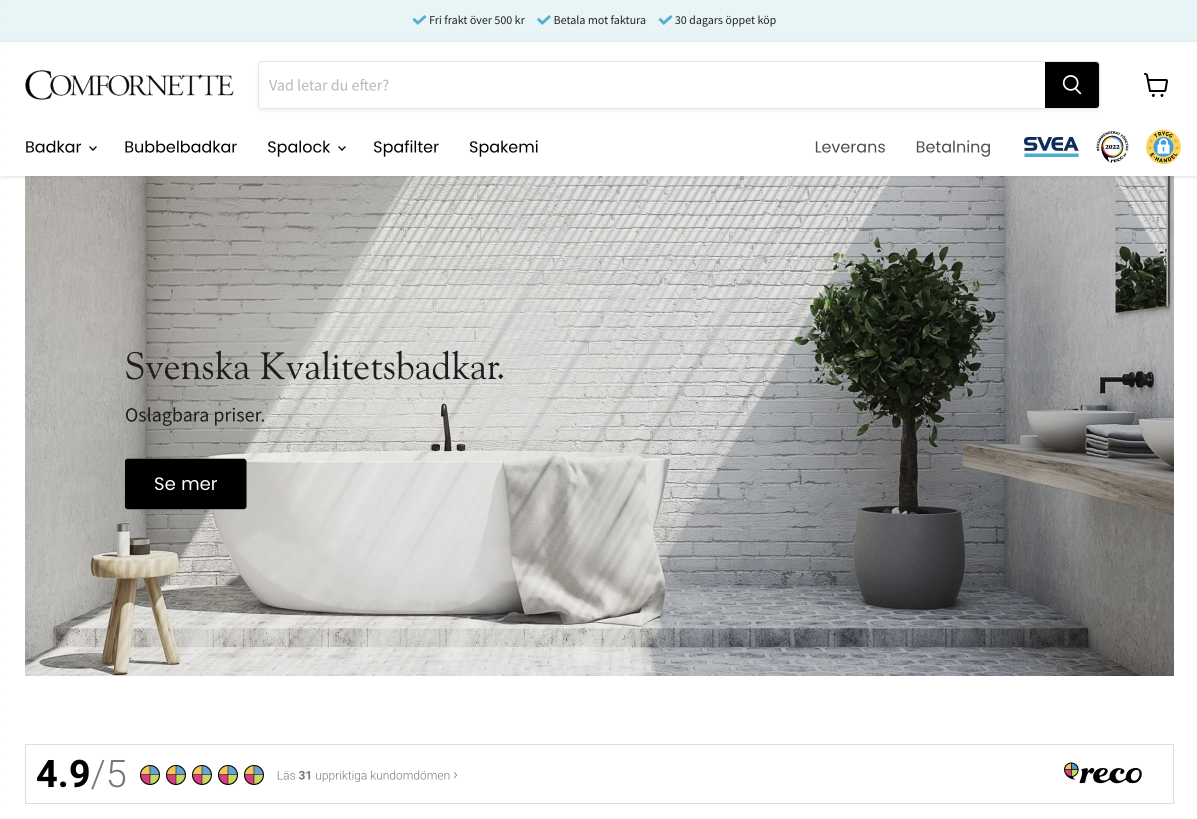 Fri frakt över 500 kr Betala mot faktura 30 dagars öppet köp
COMFORNETTE
Vad letar du efter?
Badkar Bubbelbadkar Spalock Spafilter Spakemi Leverans Betalning SVEA
2022
TRYGG
E-HANDEL
Svenska Kvalitetsbadkar.
Oslagbara priser.
Se mer
4.9/5 Läs 31 uppriktiga kundomdömen › reco